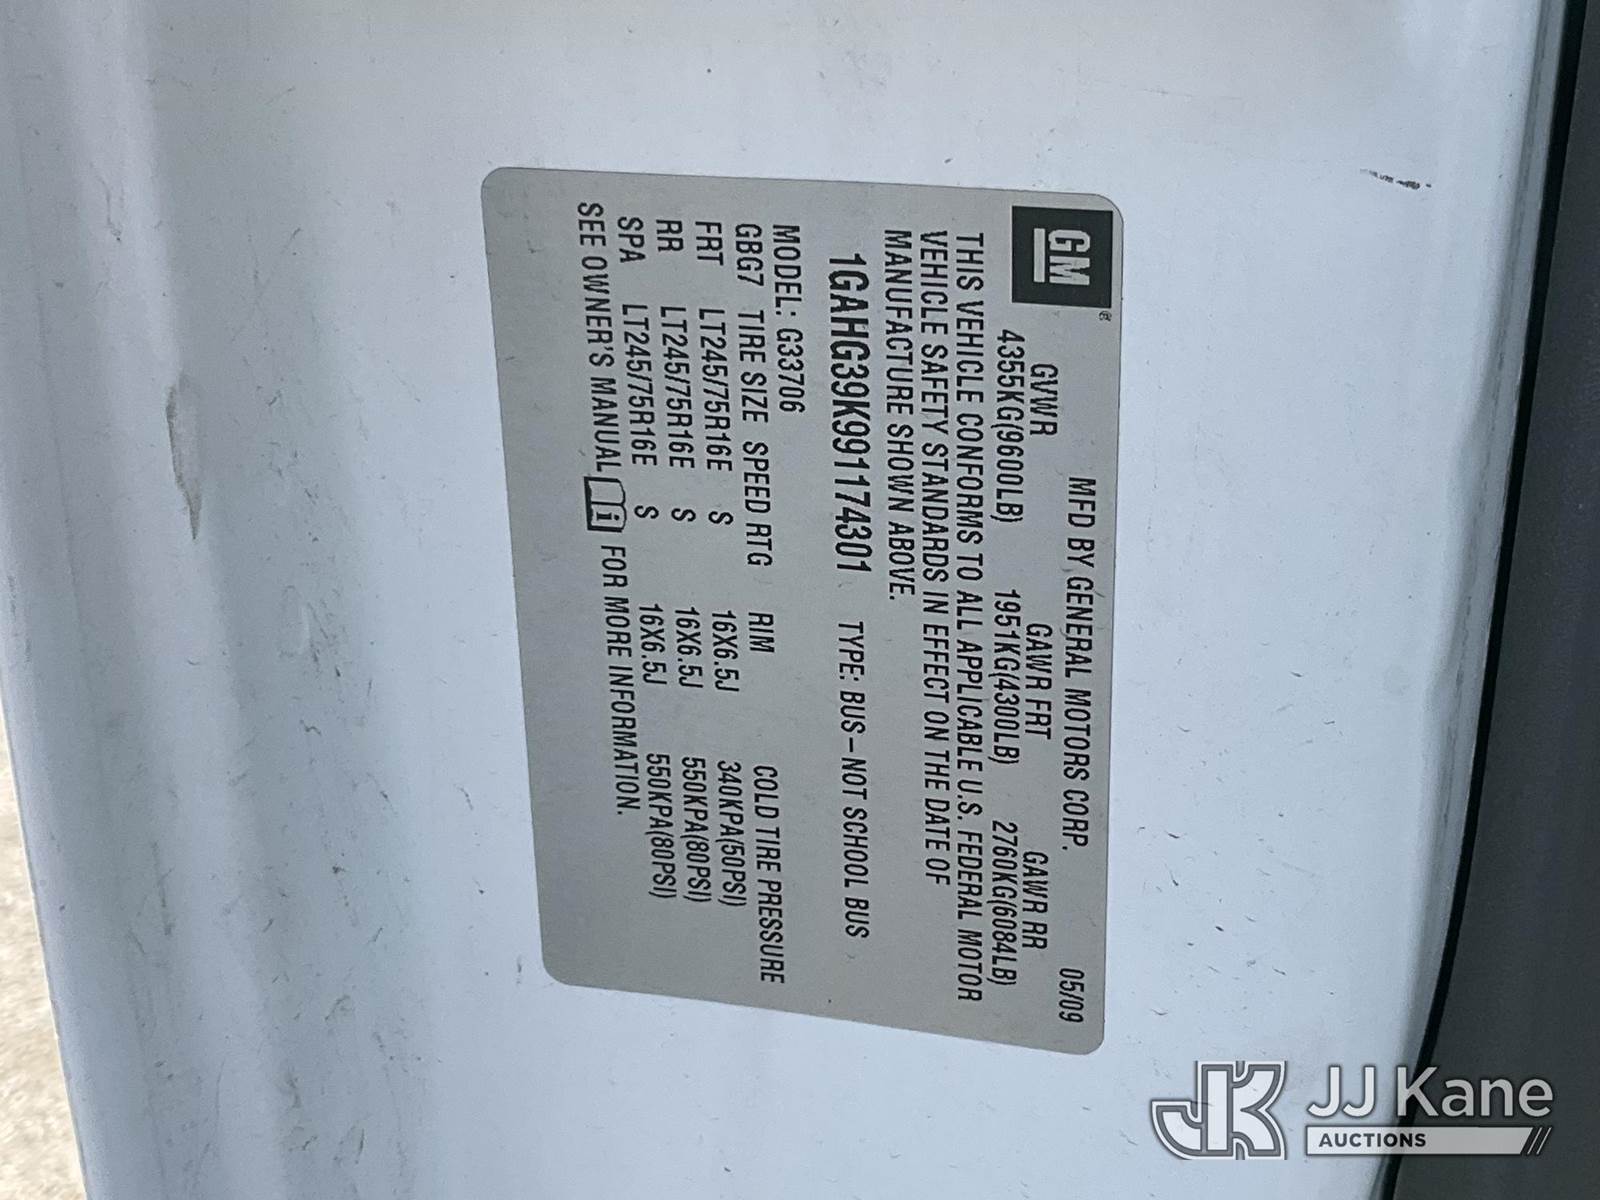 GM®
MFD BY GENERAL MOTORS CORP. 05/09
GVWR GAWR FRT GAWR RR
4355KG(9600LB) 1951KG(4300LB) 2760KG(6084LB)
THIS VEHICLE CONFORMS TO ALL APPLICABLE U.S. FEDERAL MOTOR
VEHICLE SAFETY STANDARDS IN EFFECT ON THE DATE OF
MANUFACTURE SHOWN ABOVE.
1GAHG39K991174301 TYPE: BUS–NOT SCHOOL BUS
MODEL: G33706
GBG7 TIRE SIZE SPEED RTG RIM COLD TIRE PRESSURE
FRT LT245/75R16E S 16X6.5J 340KPA(50PSI)
RR LT245/75R16E S 16X6.5J 550KPA(80PSI)
SPA LT245/75R16E S 16X6.5J 550KPA(80PSI)
SEE OWNER'S MANUAL i FOR MORE INFORMATION.
JK JJ Kane
AUCTIONS